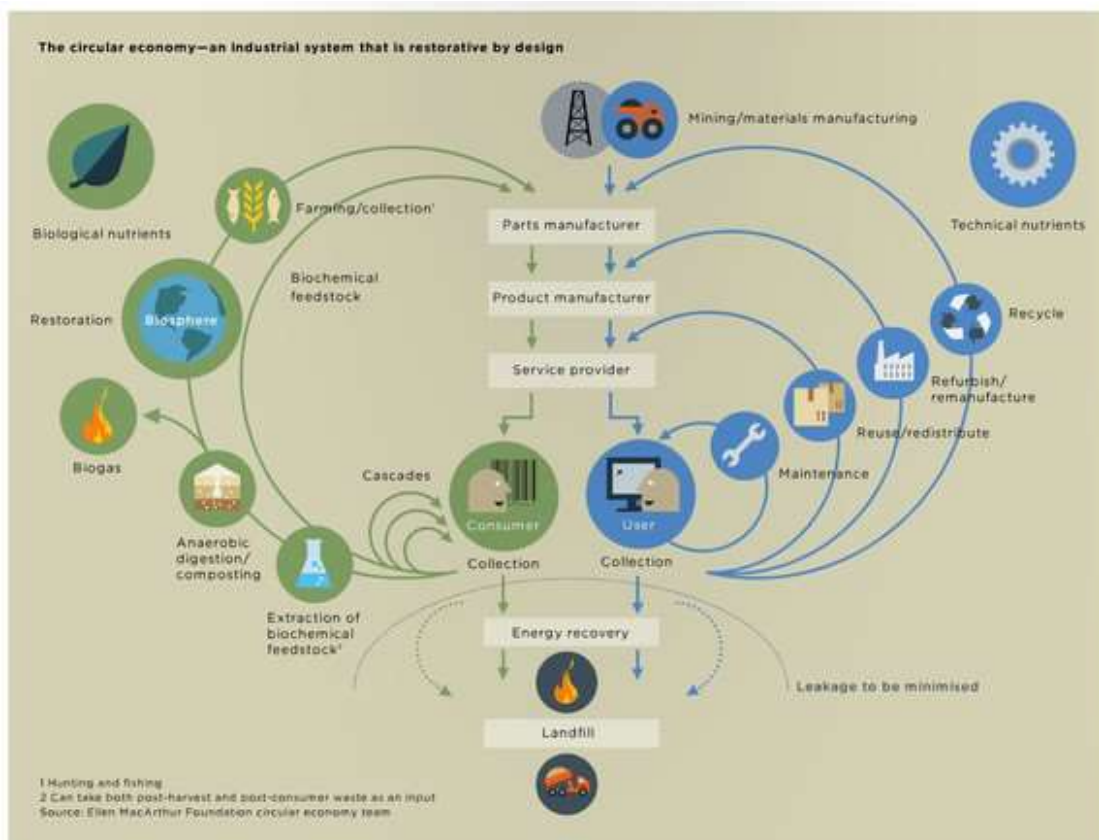 The circular economy—an industrial system that is restorative by design
Mining/materials manufacturing
Biological nutrients
Farming/collection¹
Parts manufacturer
Technical nutrients
Biochemical
feedstock
Product manufacturer
Restoration
Biosphere
Recycle
Service provider
Refurbish/
remanufacture
Reuse/redistribute
Biogas
Cascades
Maintenance
Consumer
User
Anaerobic
digestion/
composting
Collection
Collection
Extraction of
biochemical
feedstock²
Energy recovery
Leakage to be minimised
Landfill
1 Hunting and fishing
2 Can take both post-harvest and post-consumer waste as an input
Source: Ellen MacArthur Foundation circular economy team